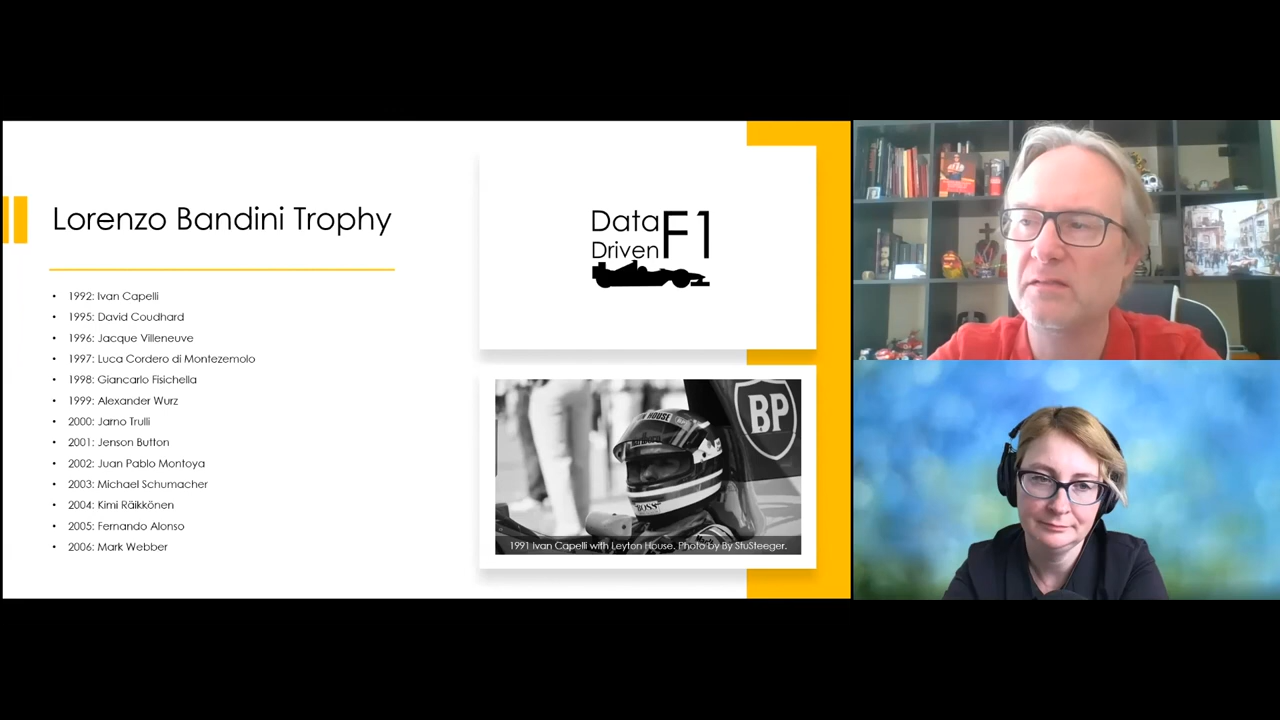 Lorenzo Bandini Trophy
• 1992: Ivan Capelli
• 1995: David Coudhard
• 1996: Jacque Villeneuve
• 1997: Luca Cordero di Montezemolo
• 1998: Giancarlo Fisichella
• 1999: Alexander Wurz
• 2000: Jarno Trulli
• 2001: Jenson Button
• 2002: Juan Pablo Montoya
• 2003: Michael Schumacher
• 2004: Kimi Räikkönen
• 2005: Fernando Alonso
• 2006: Mark Webber
Data
Driven
F1
BP
HOUSE
BOSS
1991 Ivan Capelli with Leyton House. Photo by By StuSteeger.